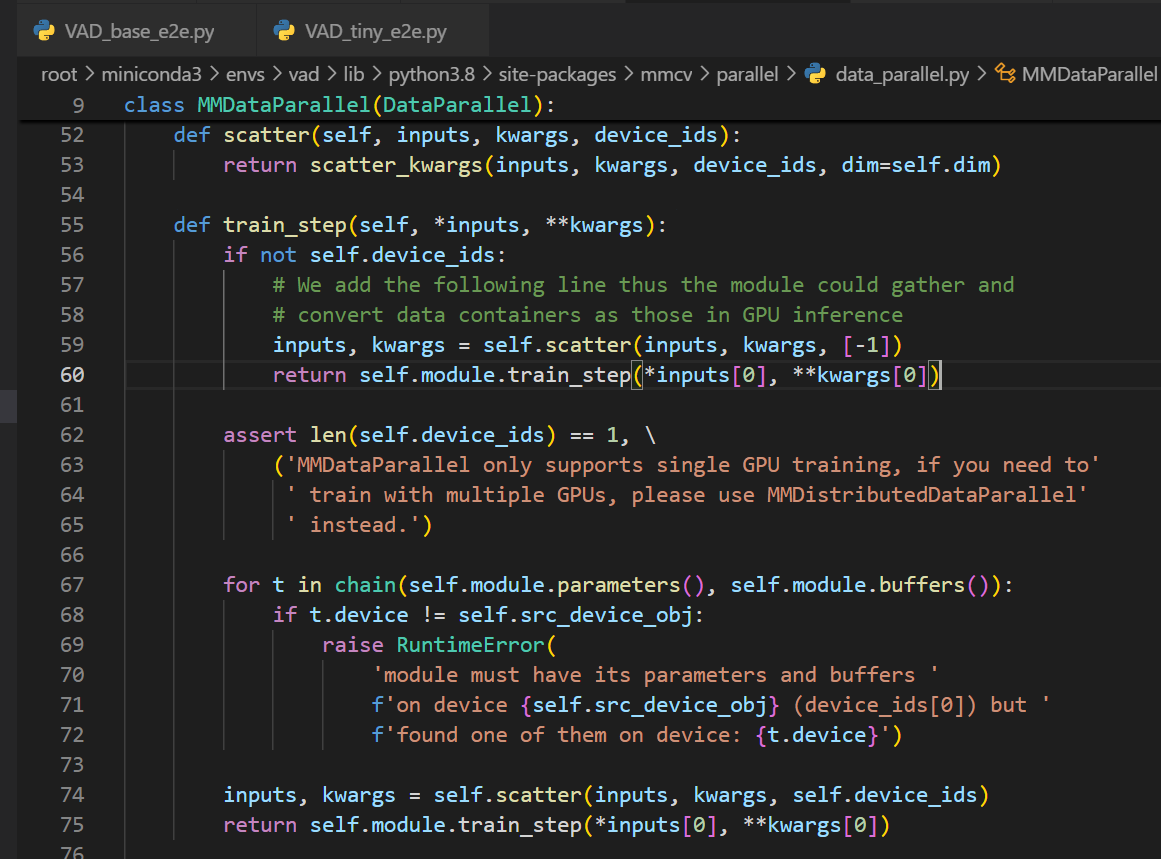 VAD_base_e2e.py VAD_tiny_e2e.py
root > miniconda3 > envs > vad > lib > python3.8 > site-packages > mmcv > parallel > data_parallel.py > MMDataParallel
9 class MMDataParallel(DataParallel):
52 def scatter(self, inputs, kwargs, device_ids):
53 return scatter_kwargs(inputs, kwargs, device_ids, dim=self.dim)
54
55 def train_step(self, *inputs, **kwargs):
56 if not self.device_ids:
57 # We add the following line thus the module could gather and
58 # convert data containers as those in GPU inference
59 inputs, kwargs = self.scatter(inputs, kwargs, [-1])
60 return self.module.train_step(*inputs[0], **kwargs[0])
61
62 assert len(self.device_ids) == 1, \
63 ('MMDataParallel only supports single GPU training, if you need to'
64 ' train with multiple GPUs, please use MMDistributedDataParallel'
65 ' instead.')
66
67 for t in chain(self.module.parameters(), self.module.buffers()):
68 if t.device != self.src_device_obj:
69 raise RuntimeError(
70 'module must have its parameters and buffers '
71 f'on device {self.src_device_obj} (device_ids[0]) but '
72 f'found one of them on device: {t.device}')
73
74 inputs, kwargs = self.scatter(inputs, kwargs, self.device_ids)
75 return self.module.train_step(*inputs[0], **kwargs[0])
76